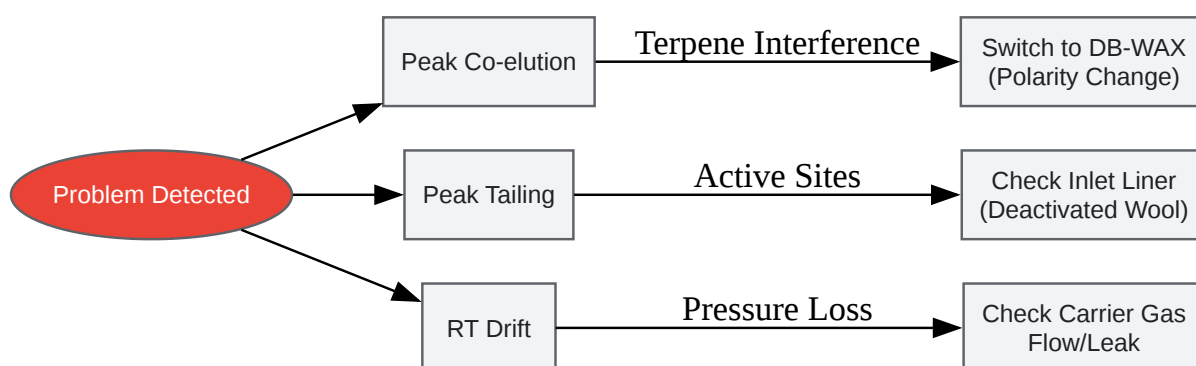 Problem Detected
Peak Co-elution
Terpene Interference
Switch to DB-WAX
(Polarity Change)
Peak Tailing
Active Sites
Check Inlet Liner
(Deactivated Wool)
RT Drift
Pressure Loss
Check Carrier Gas
Flow/Leak